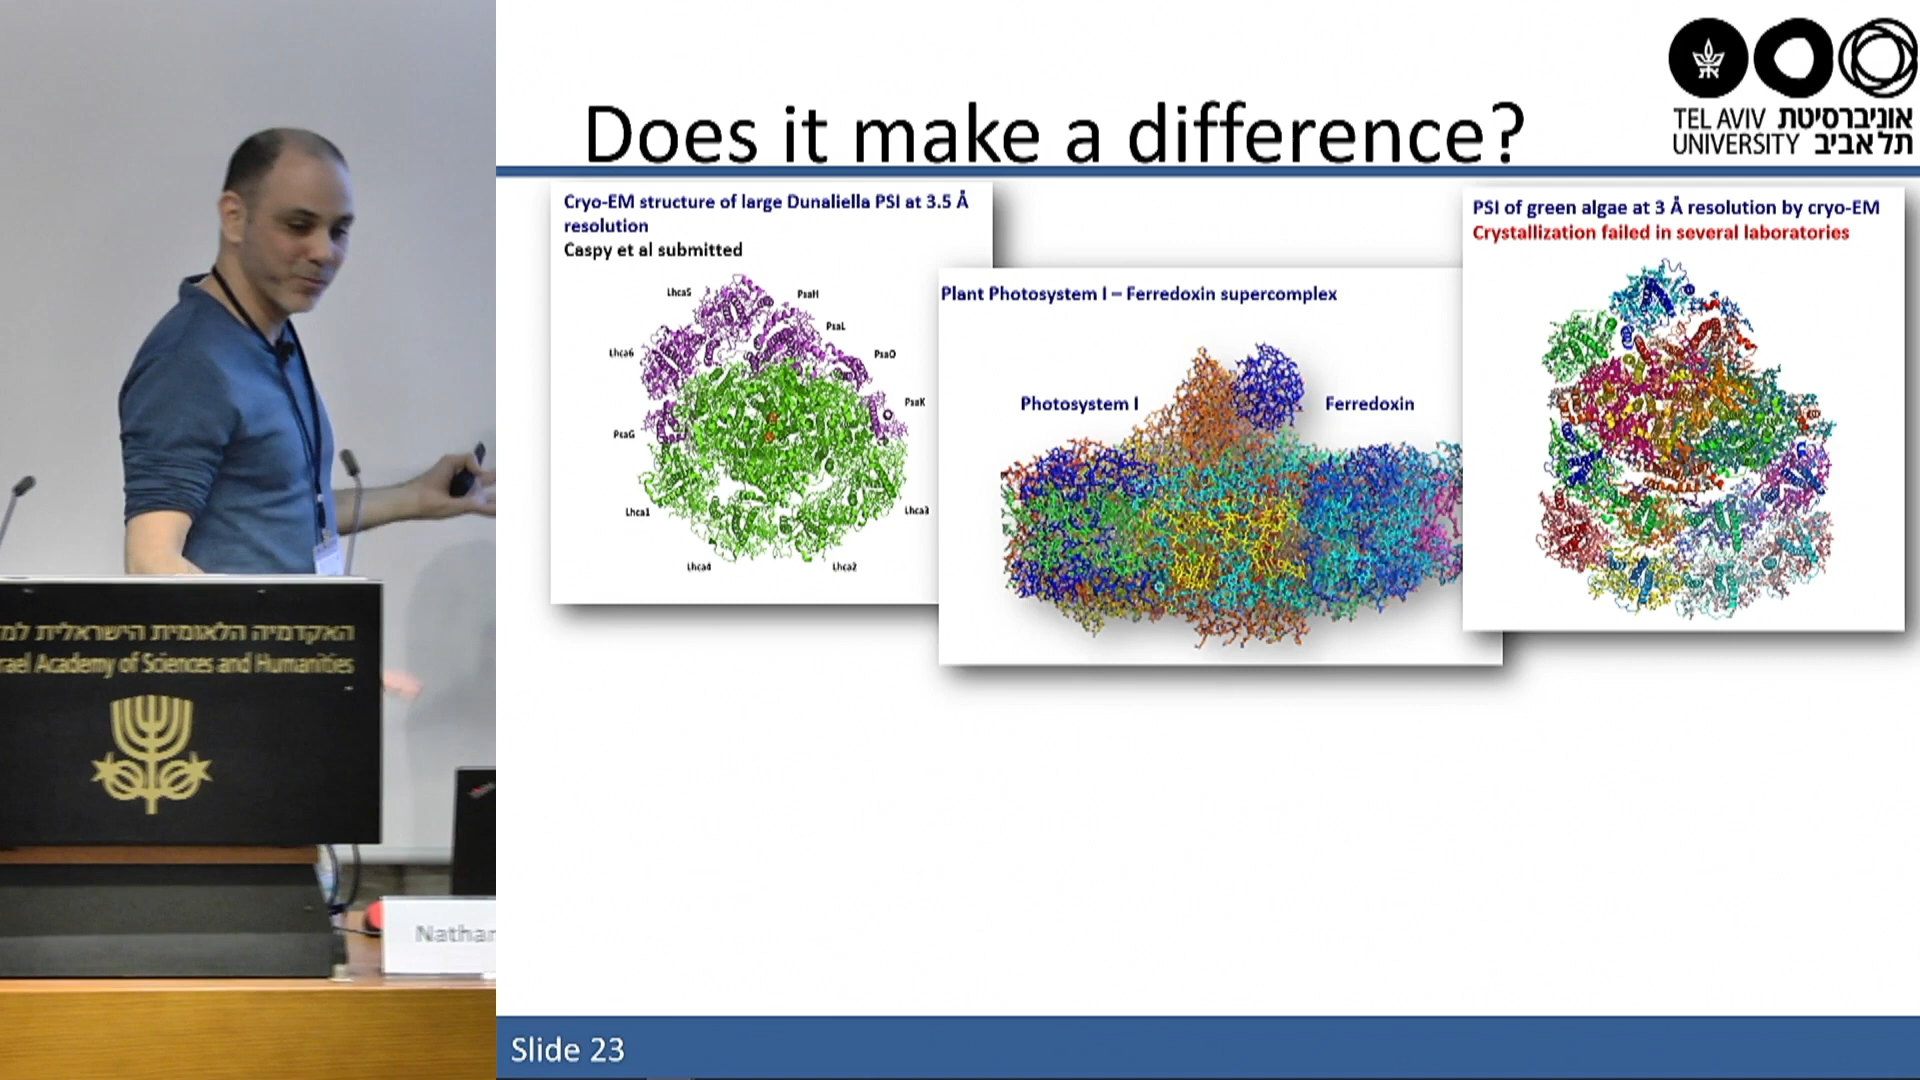 האקדמיה הלאומית הישראלית למד
rael Academy of Sciences and Humanities
Nathan
Does it make a difference?
TEL AVIV אוניברסיטת
UNIVERSITY תל אביב
Cryo-EM structure of large Dunaliella PSI at 3.5 Å
resolution
Caspy et al submitted
Lhca5
PsaH
PsaL
Lhca6
PsaO
PsaK
PsaG
Lhca1
Lhca3
Lhca4
Lhca2
Plant Photosystem I – Ferredoxin supercomplex
Photosystem I
Ferredoxin
PSI of green algae at 3 Å resolution by cryo-EM
Crystallization failed in several laboratories
Slide 23